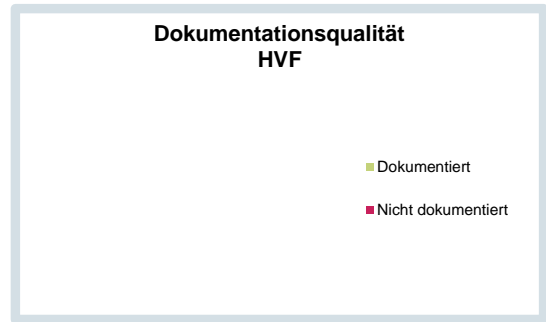 Dokumentationsqualität
HVF
Dokumentiert
Nicht dokumentiert